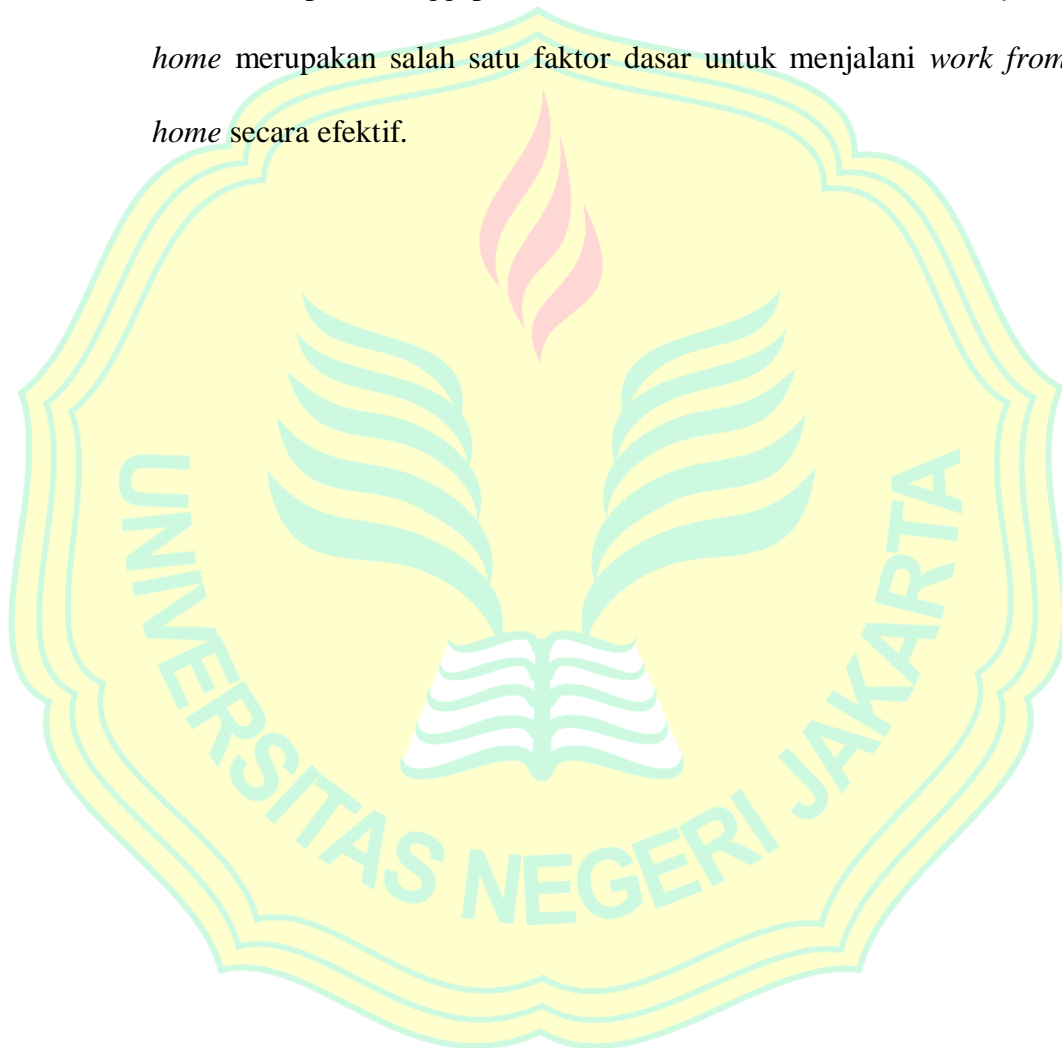 home merupakan salah satu faktor dasar untuk menjalani work from
home secara efektif.
UNIVERSITAS NEGERI JAKARTA